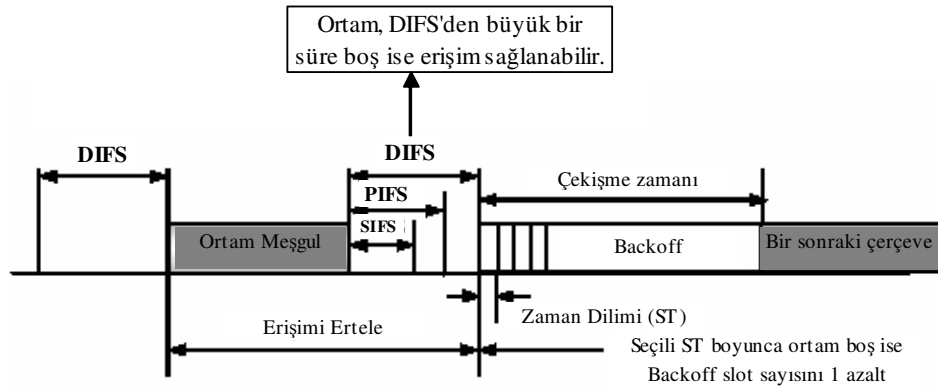 Ortam, DIFS'den büyük bir
süre boş ise erişim sağlanabilir.
DIFS
DIFS
Çekişme zamanı
PIFS
SIFS
Ortam Meşgul
Backoff
Bir sonraki çerçeve
Zaman Dilimi (ST)
Erişimi Ertele
Seçili ST boyunca ortam boş ise
Backoff slot sayısını 1 azalt